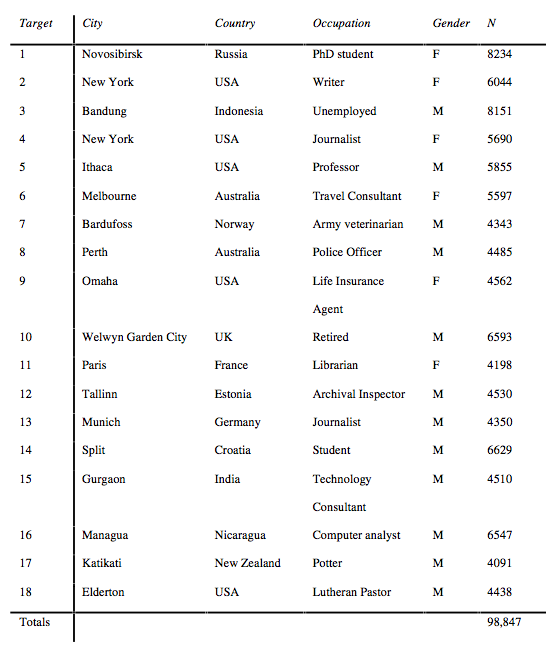 Target City Country Occupation Gender N
1 Novosibirsk Russia PhD student F 8234
2 New York USA Writer F 6044
3 Bandung Indonesia Unemployed M 8151
4 New York USA Journalist F 5690
5 Ithaca USA Professor M 5855
6 Melbourne Australia Travel Consultant F 5597
7 Bardufoss Norway Army veterinarian M 4343
8 Perth Australia Police Officer M 4485
9 Omaha USA Life Insurance F 4562
Agent
10 Welwyn Garden City UK Retired M 6593
11 Paris France Librarian F 4198
12 Tallinn Estonia Archival Inspector M 4530
13 Munich Germany Journalist M 4350
14 Split Croatia Student M 6629
15 Gurgaon India Technology M 4510
Consultant
16 Managua Nicaragua Computer analyst M 6547
17 Katikati New Zealand Potter M 4091
18 Elderton USA Lutheran Pastor M 4438
Totals 98,847